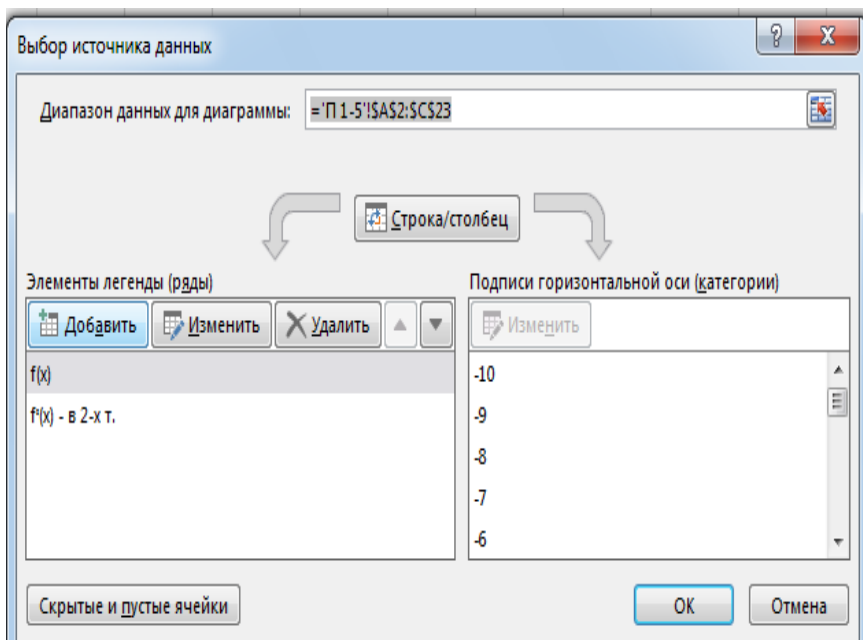 Выбор источника данных
?
X
Диапазон данных для диаграммы: ='П 1-5'!$A$2:$C$23
Строка/столбец
Элементы легенды (ряды)
Добавить Изменить Удалить
f(x)
f'(x) - в 2-х т.
Подписи горизонтальной оси (категории)
Изменить
-10
-9
-8
-7
-6
Скрытые и пустые ячейки
ОК
Отмена